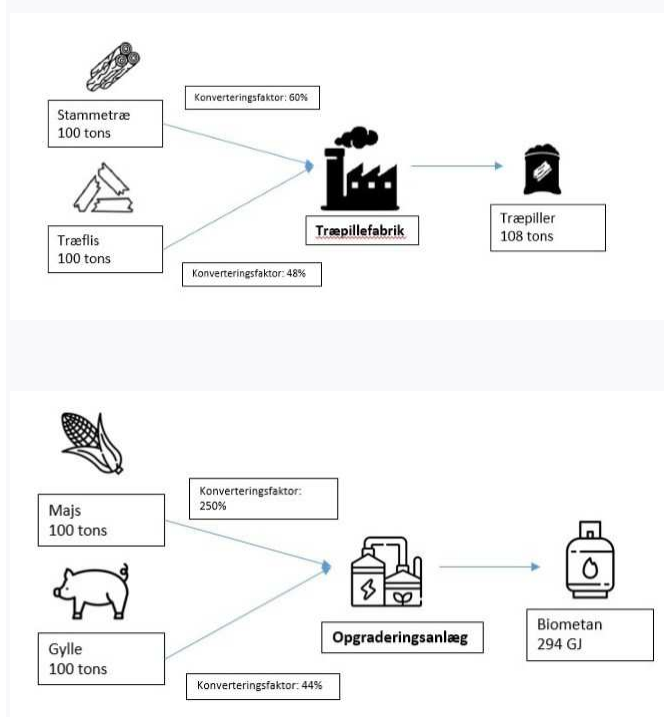 Stammetræ
100 tons
Konverteringsfaktor: 60%
Træflis
100 tons
Konverteringsfaktor: 48%
Træpillefabrik
Træpiller
108 tons
Majs
100 tons
Konverteringsfaktor:
250%
Gylle
100 tons
Konverteringsfaktor: 44%
Opgraderingsanlæg
Biometan
294 GJ